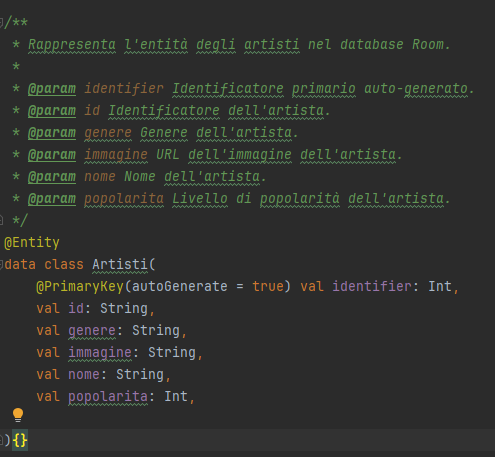 /**
* Rappresenta l'entità degli artisti nel database Room.
*
* @param identifier Identificatore primario auto-generato.
* @param id Identificatore dell'artista.
* @param genere Genere dell'artista.
* @param immagine URL dell'immagine dell'artista.
* @param nome Nome dell'artista.
* @param popolarita Livello di popolarità dell'artista.
*/
@Entity
data class Artisti(
@PrimaryKey(autoGenerate = true) val identifier: Int,
val id: String,
val genere: String,
val immagine: String,
val nome: String,
val popolarita: Int,
){}